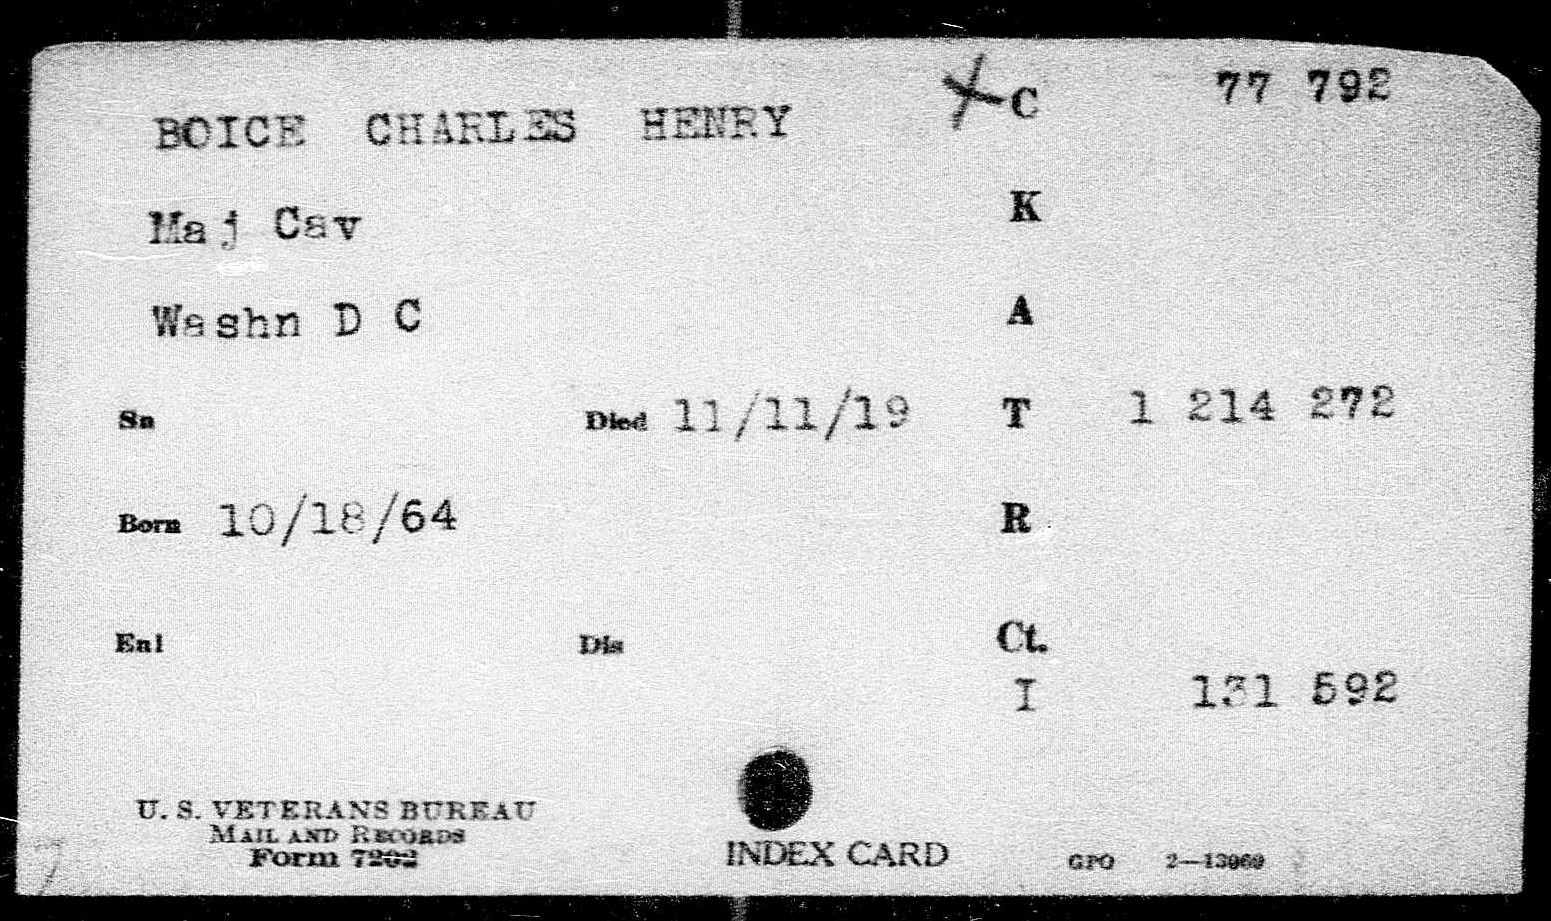 BOICE CHARLES HENRY
C 77 792
Maj Cav
K
Washn D C
A
Sn
Died 11/11/19
T 1 214 272
Born 10/18/64
R
Enl
Dis
Ct.
I 131 592
U. S. VETERANS BUREAU
MAIL AND RECORDS
Form 7202
INDEX CARD
GPO 2—13069